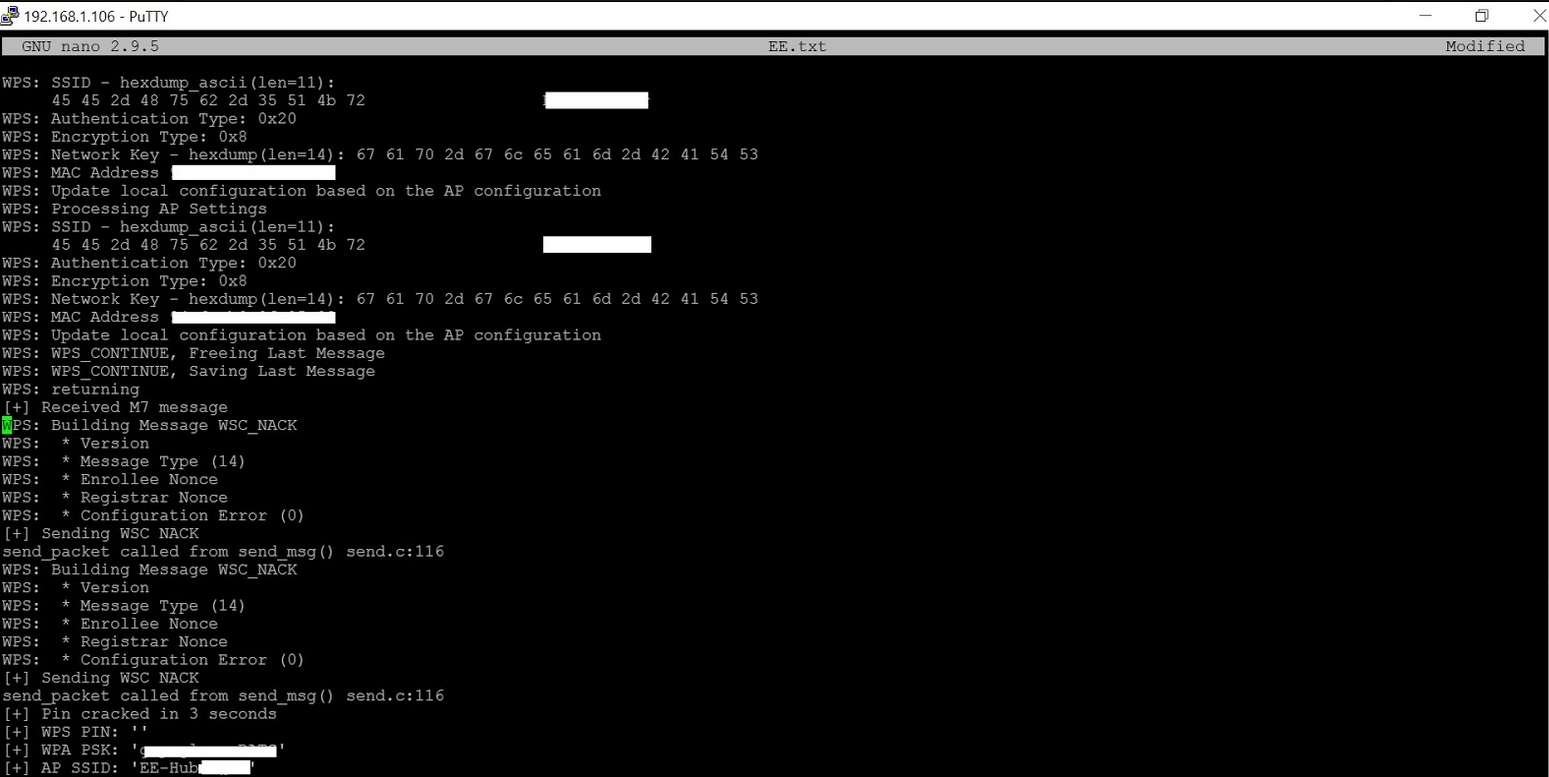 192.168.1.106 - PuTTY
GNU nano 2.9.5 EE.txt Modified
WPS: SSID - hexdump_ascii(len=11):
45 45 2d 48 75 62 2d 35 51 4b 72
WPS: Authentication Type: 0x20
WPS: Encryption Type: 0x8
WPS: Network Key - hexdump(len=14): 67 61 70 2d 67 6c 65 61 6d 2d 42 41 54 53
WPS: MAC Address
WPS: Update local configuration based on the AP configuration
WPS: Processing AP Settings
WPS: SSID - hexdump_ascii(len=11):
45 45 2d 48 75 62 2d 35 51 4b 72
WPS: Authentication Type: 0x20
WPS: Encryption Type: 0x8
WPS: Network Key - hexdump(len=14): 67 61 70 2d 67 6c 65 61 6d 2d 42 41 54 53
WPS: MAC Address
WPS: Update local configuration based on the AP configuration
WPS: WPS_CONTINUE, Freeing Last Message
WPS: WPS_CONTINUE, Saving Last Message
WPS: returning
[+] Received M7 message
WPS: Building Message WSC_NACK
WPS:  * Version
WPS:  * Message Type (14)
WPS:  * Enrollee Nonce
WPS:  * Registrar Nonce
WPS:  * Configuration Error (0)
[+] Sending WSC NACK
send_packet called from send_msg() send.c:116
WPS: Building Message WSC_NACK
WPS:  * Version
WPS:  * Message Type (14)
WPS:  * Enrollee Nonce
WPS:  * Registrar Nonce
WPS:  * Configuration Error (0)
[+] Sending WSC NACK
send_packet called from send_msg() send.c:116
[+] Pin cracked in 3 seconds
[+] WPS PIN: ''
[+] WPA PSK: ' '
[+] AP SSID: 'EE-Hub '